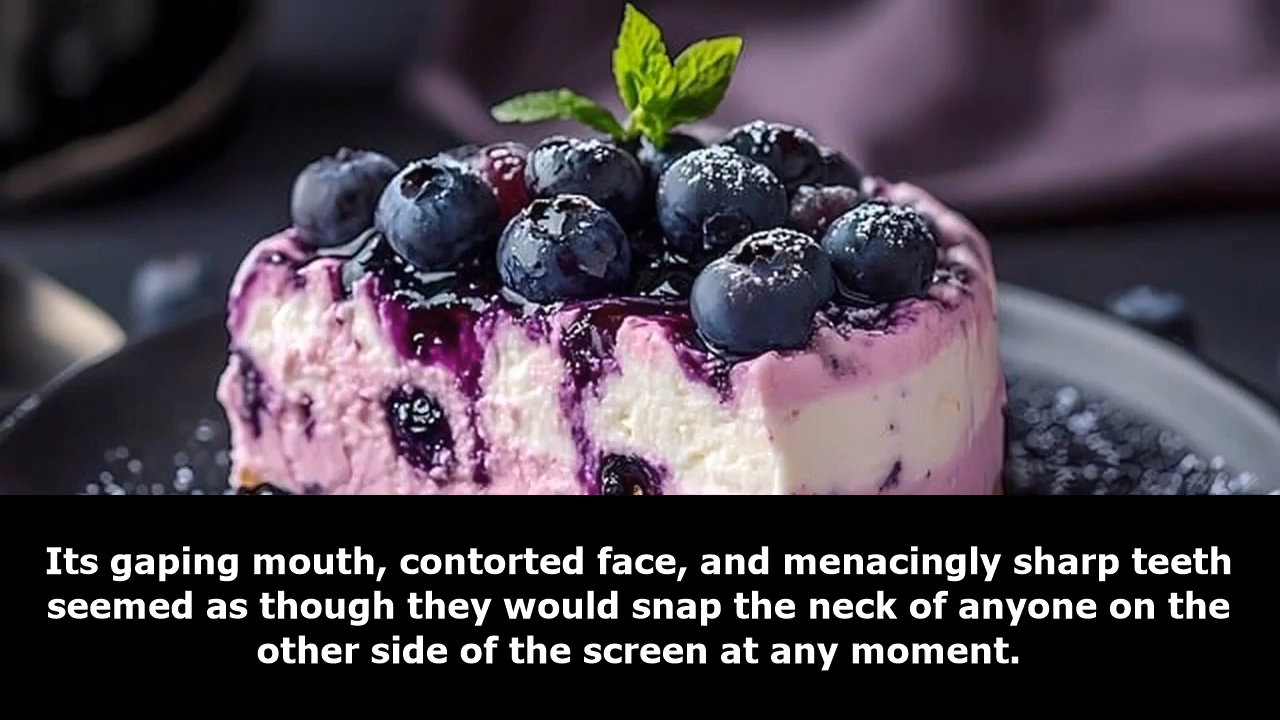 Its gaping mouth, contorted face, and menacingly sharp teeth
seemed as though they would snap the neck of anyone on the
other side of the screen at any moment.